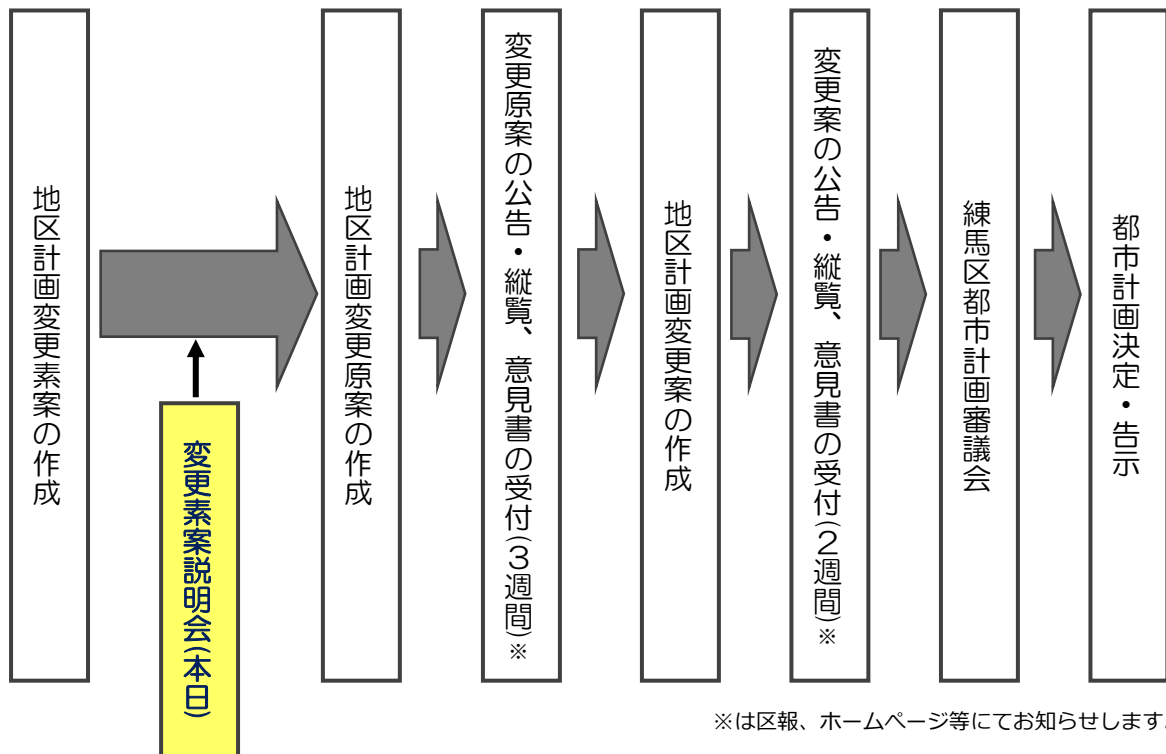 地区計画変更素案の作成
変更素案説明会(本日)
地区計画変更原案の作成
変更原案の公告・縦覧、意見書の受付(3週間)※
地区計画変更案の作成
変更案の公告・縦覧、意見書の受付(2週間)※
練馬区都市計画審議会
都市計画決定・告示
※は区報、ホームページ等にてお知らせします。